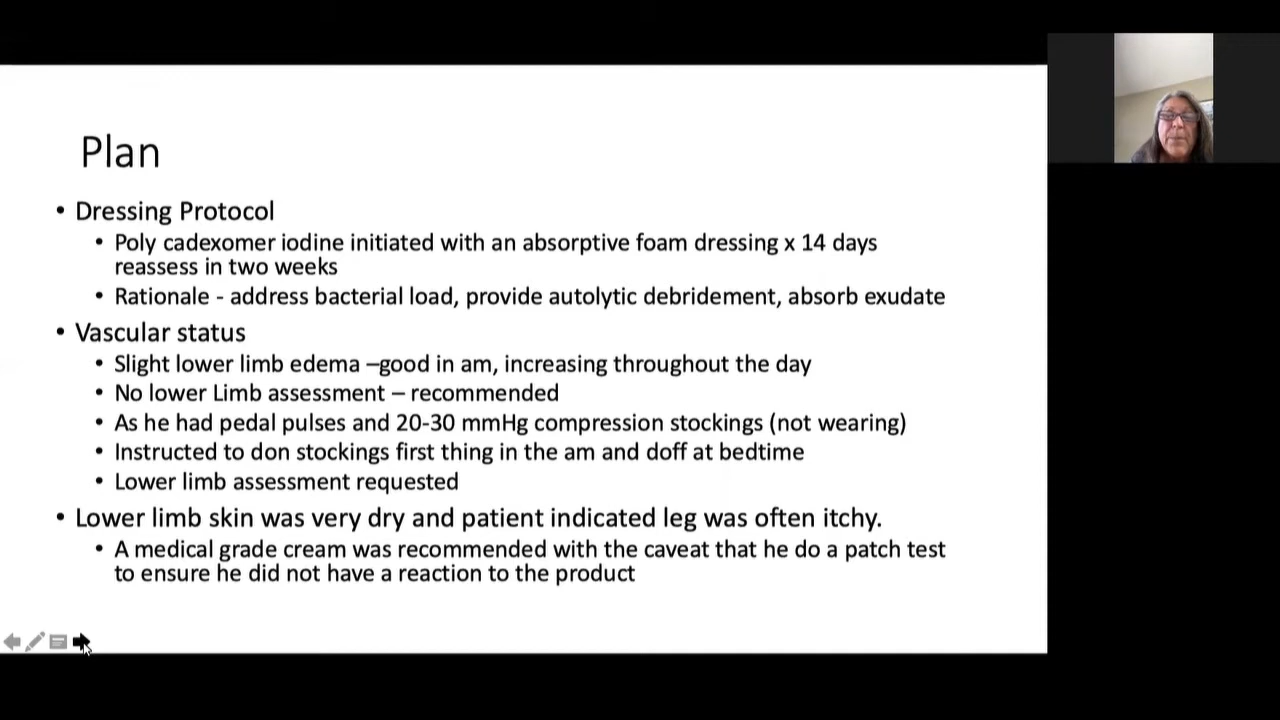 Plan
• Dressing Protocol
• Poly cadexomer iodine initiated with an absorptive foam dressing x 14 days
reassess in two weeks
• Rationale - address bacterial load, provide autolytic debridement, absorb exudate
• Vascular status
• Slight lower limb edema –good in am, increasing throughout the day
• No lower Limb assessment – recommended
• As he had pedal pulses and 20-30 mmHg compression stockings (not wearing)
• Instructed to don stockings first thing in the am and doff at bedtime
• Lower limb assessment requested
• Lower limb skin was very dry and patient indicated leg was often itchy.
• A medical grade cream was recommended with the caveat that he do a patch test
to ensure he did not have a reaction to the product